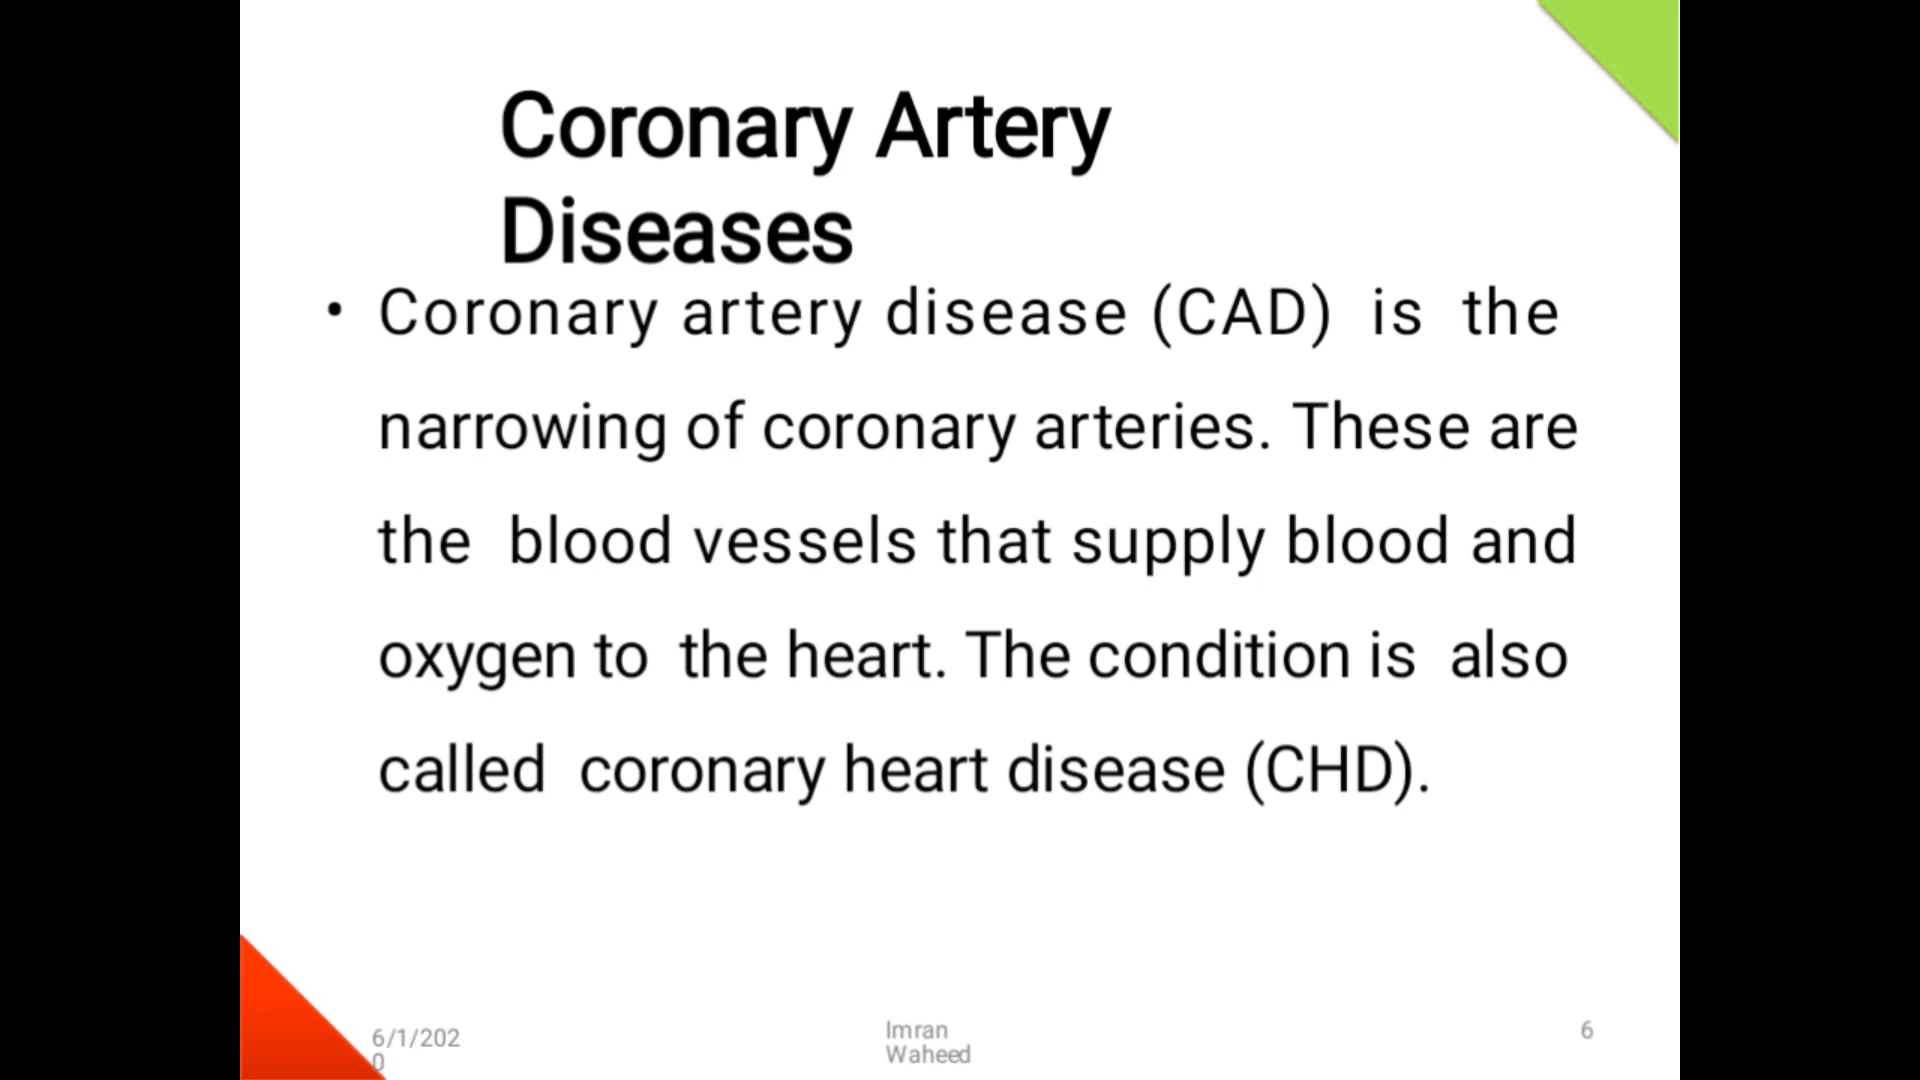 Coronary Artery
Diseases
• Coronary artery disease (CAD) is the
narrowing of coronary arteries. These are
the blood vessels that supply blood and
oxygen to the heart. The condition is also
called coronary heart disease (CHD).
6/1/202
0
Imran
Waheed
6